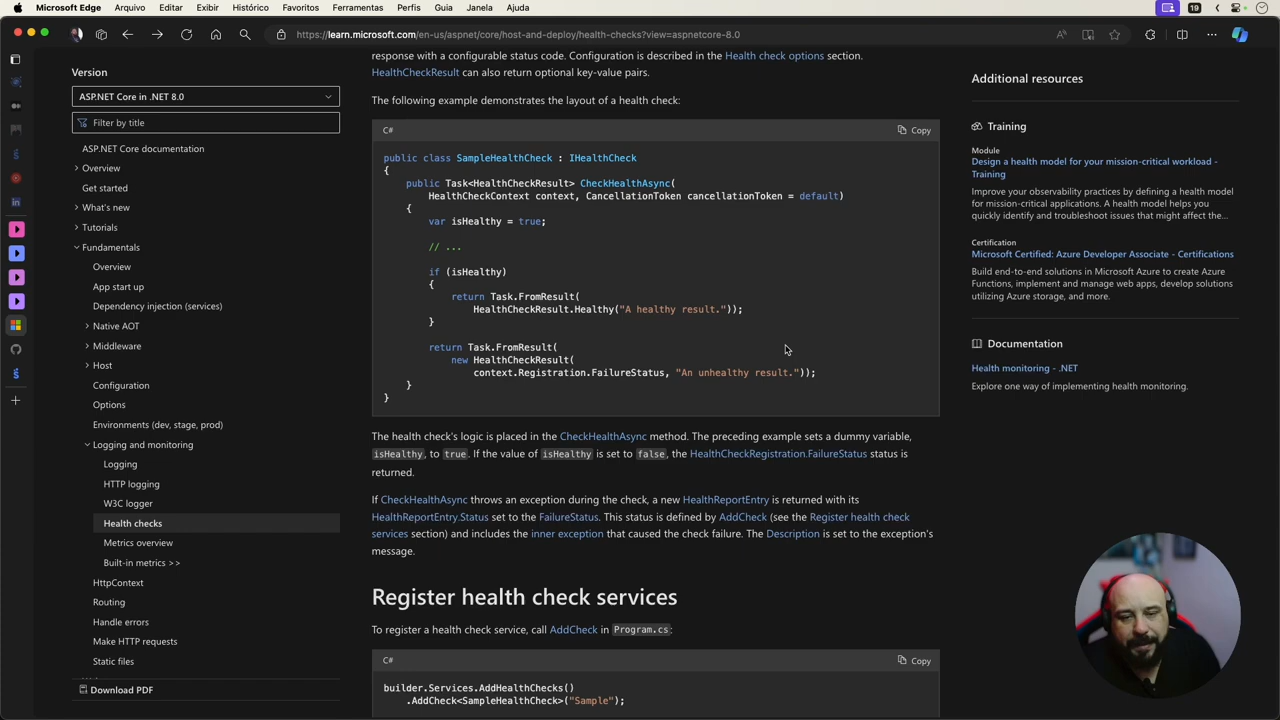 Microsoft Edge Arquivo Editar Exibir Histórico Favoritos Ferramentas Perfis Guia Janela Ajuda 19
https://learn.microsoft.com/en-us/aspnet/core/host-and-deploy/health-checks?view=aspnetcore-8.0
Version
ASP.NET Core in .NET 8.0
Filter by title
ASP.NET Core documentation
Overview
Get started
What's new
Tutorials
Fundamentals
Overview
App start up
Dependency injection (services)
Native AOT
Middleware
Host
Configuration
Options
Environments (dev, stage, prod)
Logging and monitoring
Logging
HTTP logging
W3C logger
Health checks
Metrics overview
Built-in metrics >>
HttpContext
Routing
Handle errors
Make HTTP requests
Static files
Download PDF
response with a configurable status code. Configuration is described in the Health check options section.
HealthCheckResult can also return optional key-value pairs.
The following example demonstrates the layout of a health check:
C# Copy
public class SampleHealthCheck : IHealthCheck
{
public Task<HealthCheckResult> CheckHealthAsync(
HealthCheckContext context, CancellationToken cancellationToken = default)
{
var isHealthy = true;
// ...
if (isHealthy)
{
return Task.FromResult(
HealthCheckResult.Healthy("A healthy result."));
}
return Task.FromResult(
new HealthCheckResult(
context.Registration.FailureStatus, "An unhealthy result."));
}
}
The health check's logic is placed in the CheckHealthAsync method. The preceding example sets a dummy variable,
isHealthy, to true. If the value of isHealthy is set to false, the HealthCheckRegistration.FailureStatus status is
returned.
If CheckHealthAsync throws an exception during the check, a new HealthReportEntry is returned with its
HealthReportEntry.Status set to the FailureStatus. This status is defined by AddCheck (see the Register health check
services section) and includes the inner exception that caused the check failure. The Description is set to the exception's
message.
Register health check services
To register a health check service, call AddCheck in Program.cs:
C# Copy
builder.Services.AddHealthChecks()
.AddCheck<SampleHealthCheck>("Sample");
Additional resources
Training
Module
Design a health model for your mission-critical workload -
Training
Improve your observability practices by defining a health model
for mission-critical applications. A health model helps you
quickly identify and troubleshoot issues that might affect the...
Certification
Microsoft Certified: Azure Developer Associate - Certifications
Build end-to-end solutions in Microsoft Azure to create Azure
Functions, implement and manage web apps, develop solutions
utilizing Azure storage, and more.
Documentation
Health monitoring - .NET
Explore one way of implementing health monitoring.